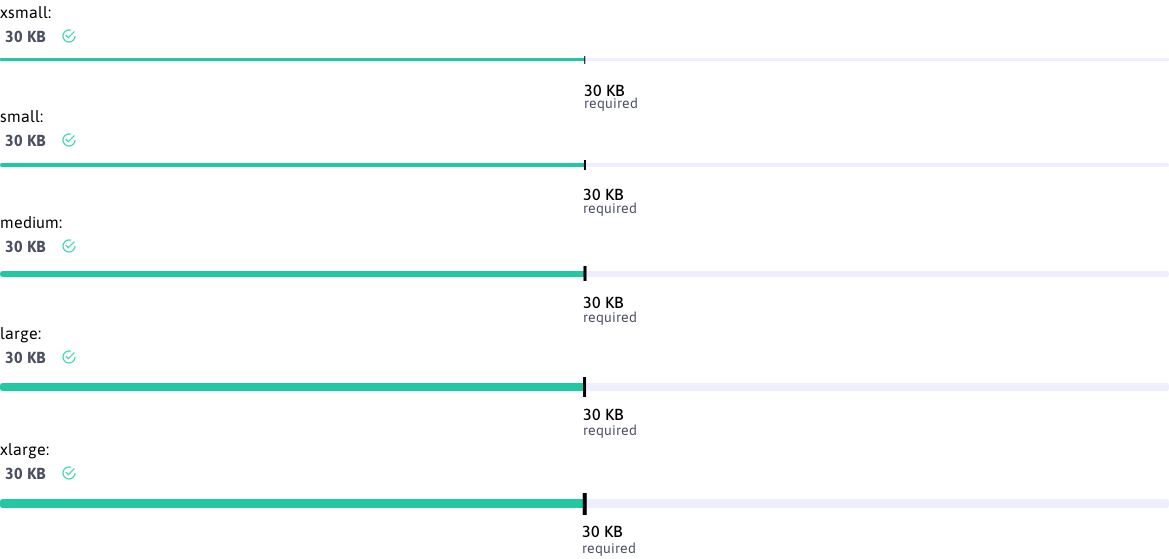 xsmall:
30 KB
30 KB
required
small:
30 KB
30 KB
required
medium:
30 KB
30 KB
required
large:
30 KB
30 KB
required
xlarge:
30 KB
30 KB
required